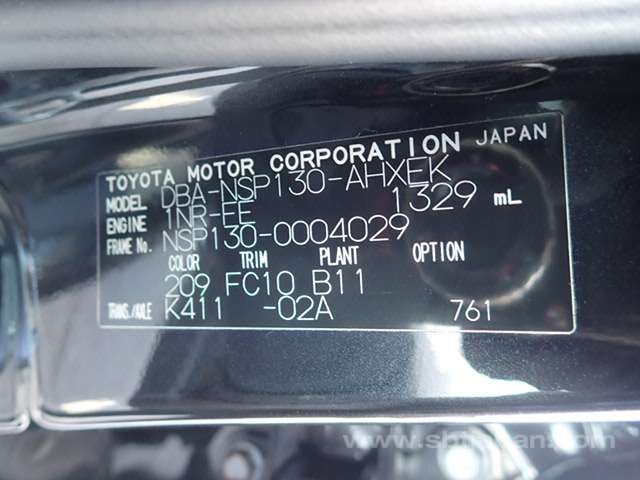 TOYOTA MOTOR CORPORATION JAPAN
MODEL DBA-NSP130-AHXEK
ENGINE 1NR-FE 1329 mL
FRAME No. NSP130-0004029
COLOR TRIM PLANT OPTION
209 FC10 B11
TRANS./AXLE K411 -02A 761